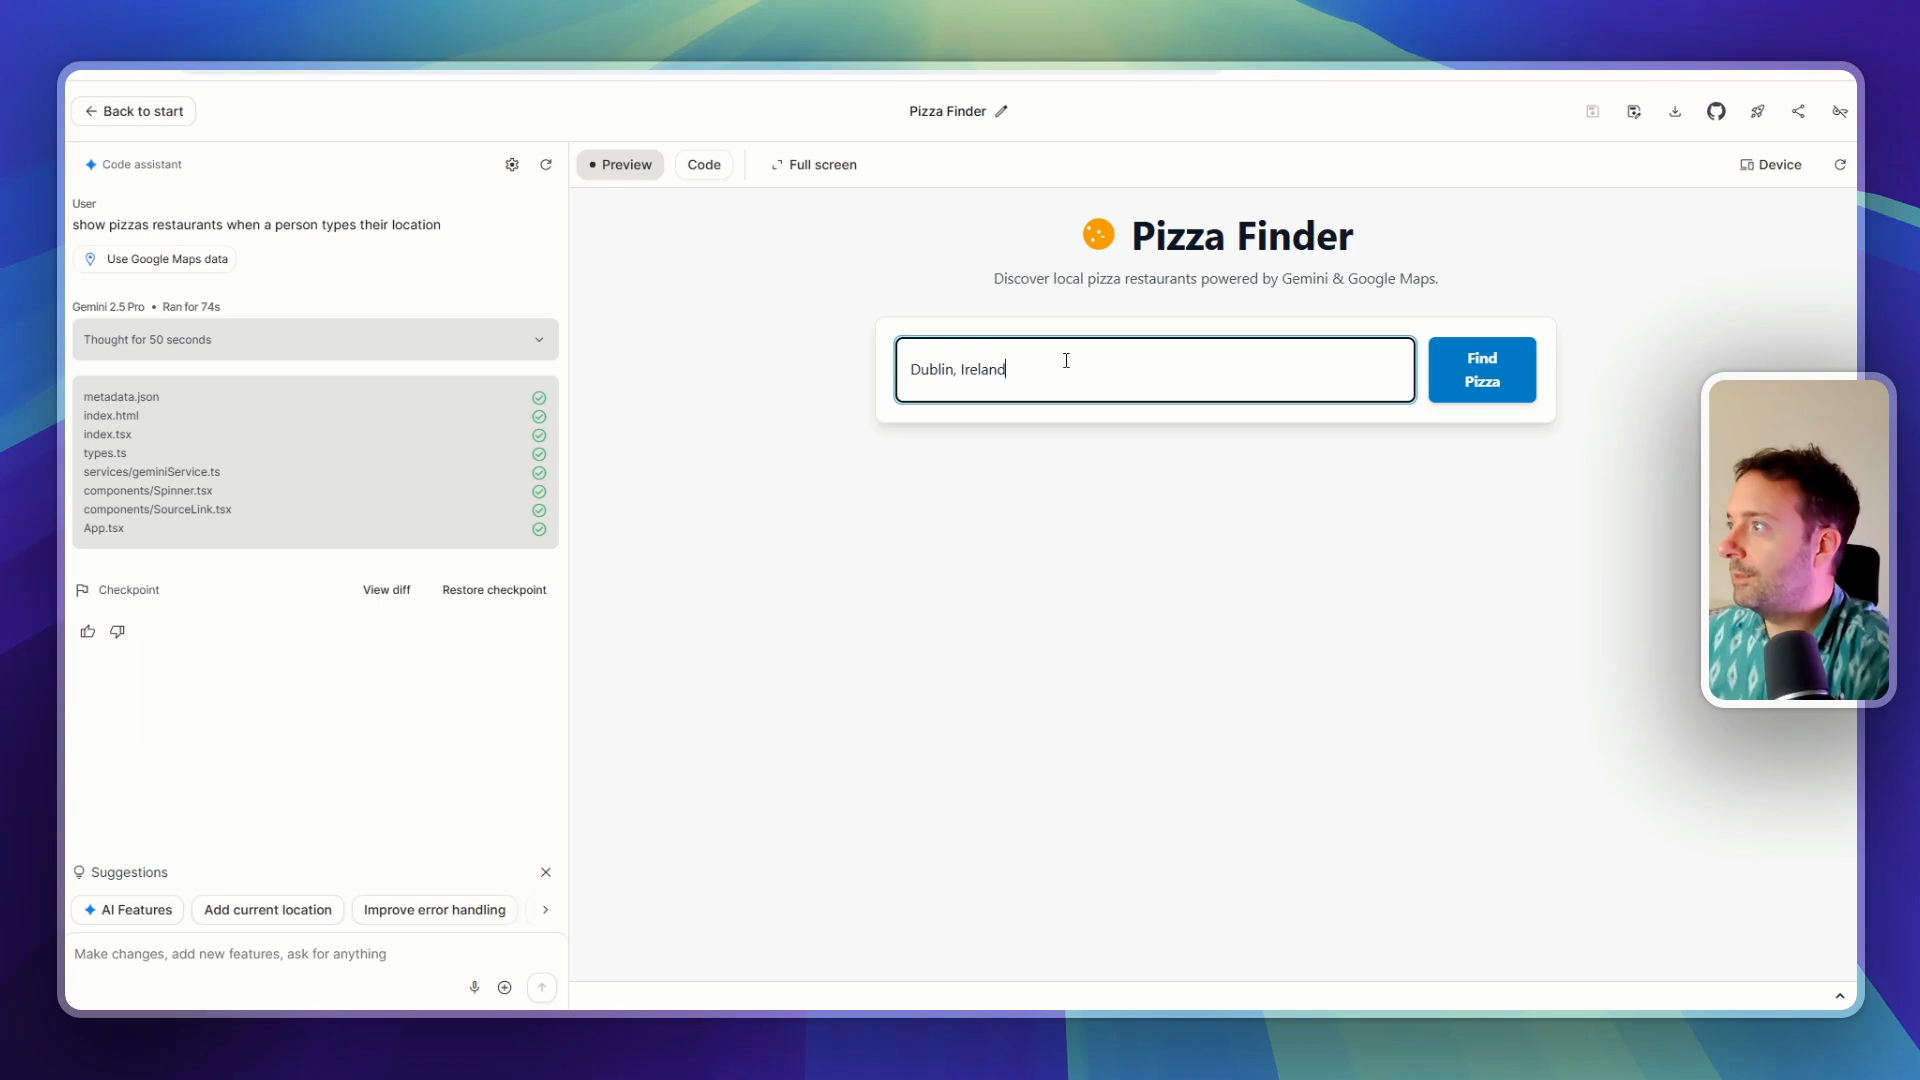 Back to start
Pizza Finder
Code assistant
Preview
Code
Full screen
Device
User
show pizzas restaurants when a person types their location
Use Google Maps data
Gemini 2.5 Pro • Ran for 74s
Thought for 50 seconds
metadata.json
index.html
index.tsx
types.ts
services/geminiService.ts
components/Spinner.tsx
components/SourceLink.tsx
App.tsx
Checkpoint
View diff
Restore checkpoint
Suggestions
AI Features
Add current location
Improve error handling
Make changes, add new features, ask for anything
Pizza Finder
Discover local pizza restaurants powered by Gemini & Google Maps.
Dublin, Ireland
Find
Pizza